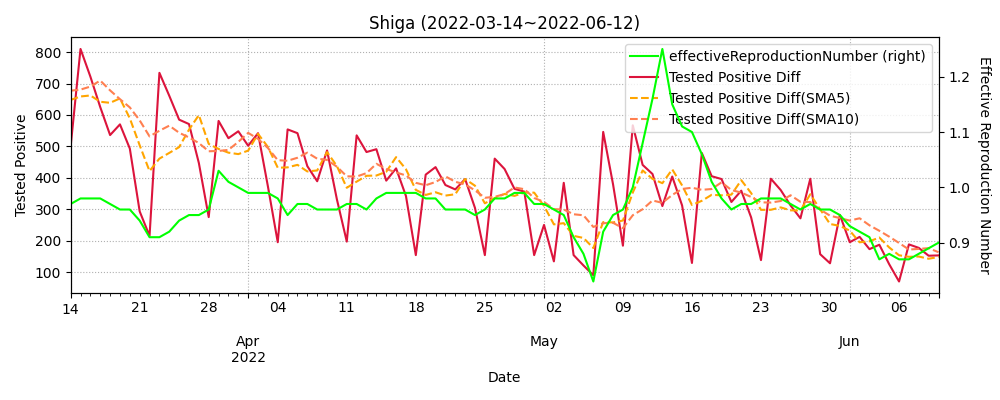 Shiga (2022-03-14~2022-06-12)
effectiveReproductionNumber (right)
Tested Positive Diff
Tested Positive Diff(SMA5)
Tested Positive Diff(SMA10)
Tested Positive
800
700
600
500
400
300
200
100
1.2
1.1
1.0
0.9
Effective Reproduction Number
14 21 28 04 11 18 25 02 09 16 23 30 06
Apr May Jun
2022
Date